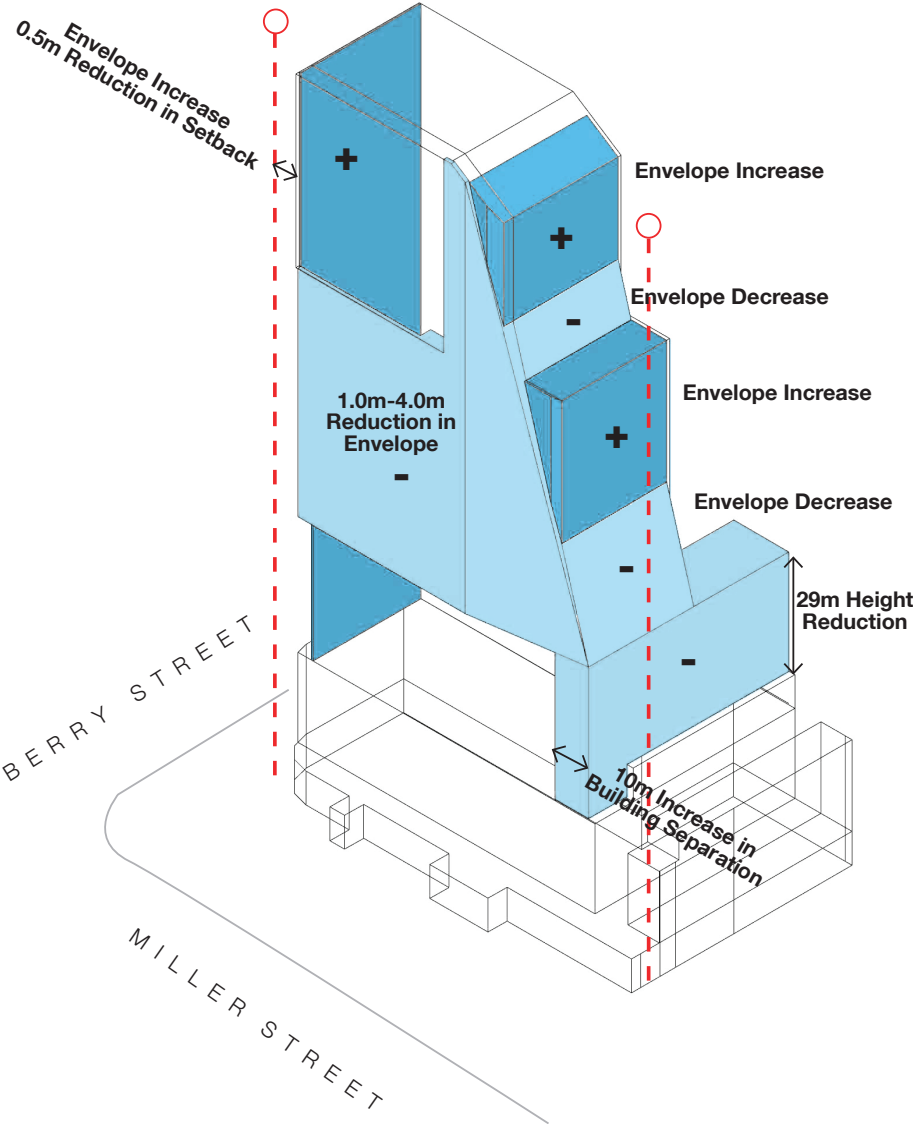 Envelope Increase
0.5m Reduction in Setback
+
Envelope Increase
+
Envelope Decrease
-
Envelope Increase
1.0m-4.0m
Reduction in
Envelope
-
+
Envelope Decrease
-
29m Height
Reduction
-
BERRY STREET
10m Increase in
Building Separation
MILLER STREET